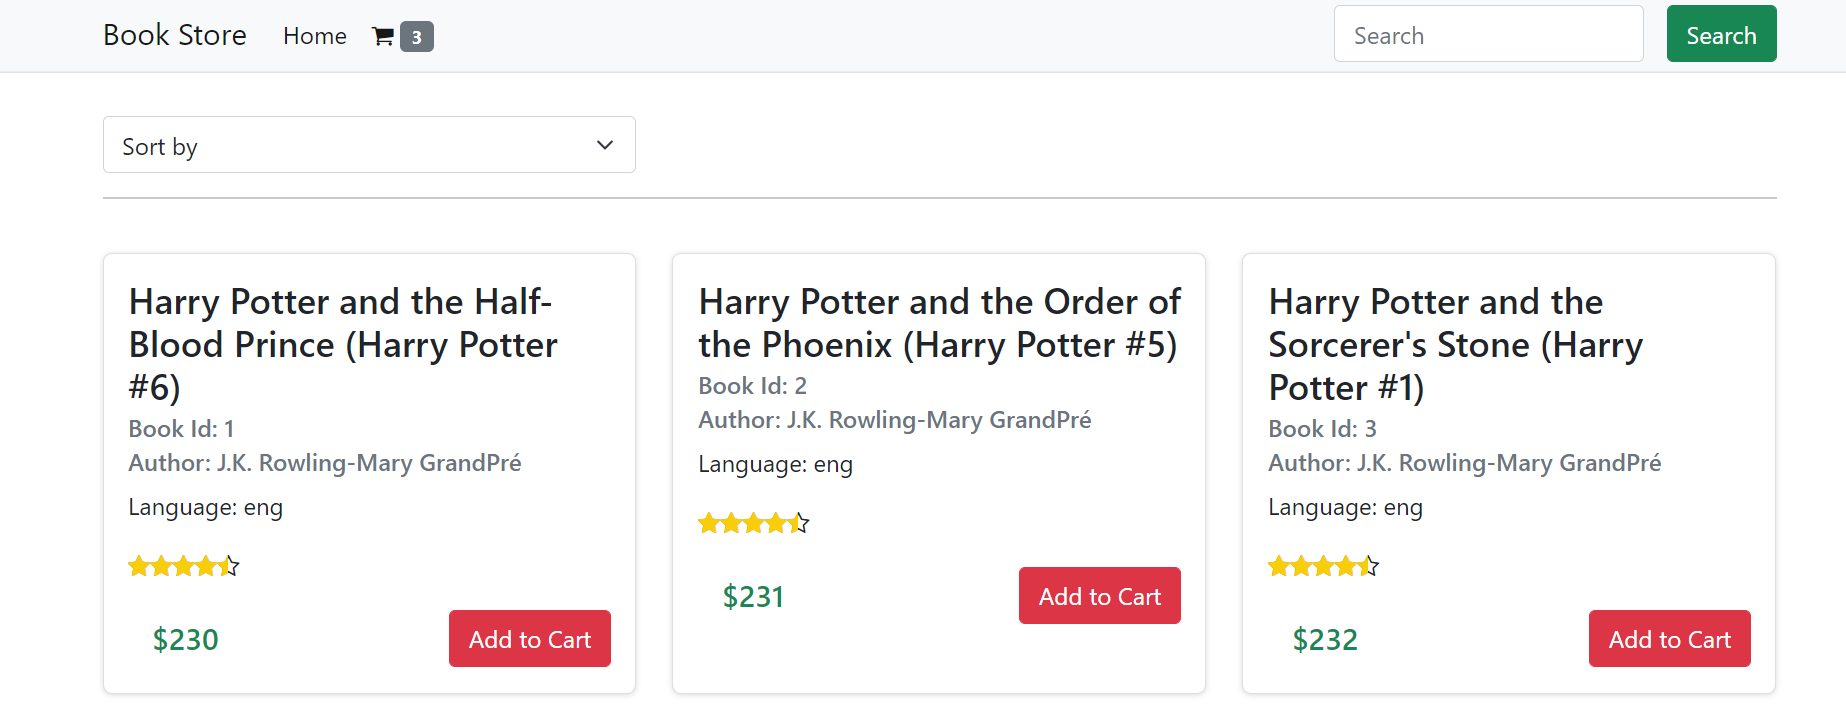 Book Store
Home
3
Search
Search
Sort by
Harry Potter and the Half-
Blood Prince (Harry Potter
#6)
Book Id: 1
Author: J.K. Rowling-Mary GrandPré
Language: eng
$230
Add to Cart
Harry Potter and the Order of
the Phoenix (Harry Potter #5)
Book Id: 2
Author: J.K. Rowling-Mary GrandPré
Language: eng
$231
Add to Cart
Harry Potter and the
Sorcerer's Stone (Harry
Potter #1)
Book Id: 3
Author: J.K. Rowling-Mary GrandPré
Language: eng
$232
Add to Cart